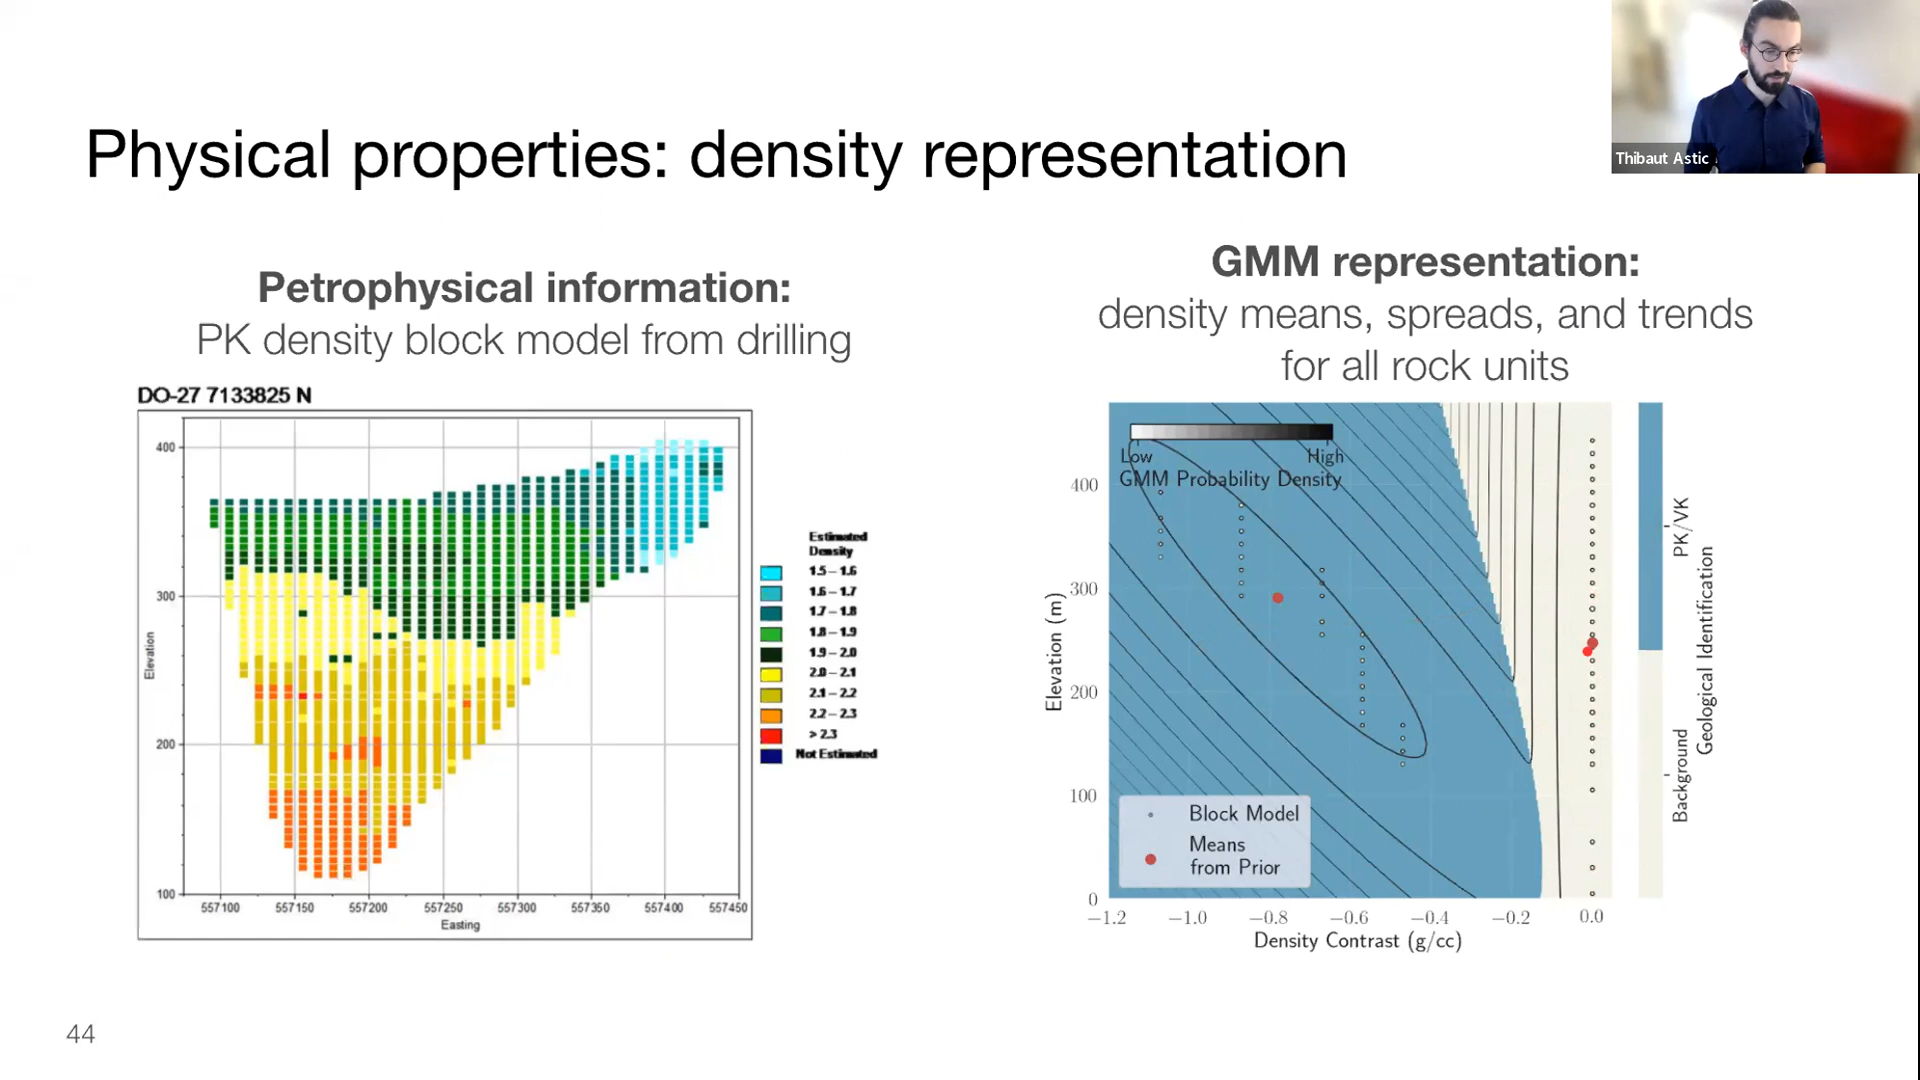 Thibaut Astic
Physical properties: density representation
Petrophysical information:
PK density block model from drilling
DO-27 7133825 N
400
300
200
100
Elevation
557100
557150
557200
557250
557300
557350
557400
557450
Easting
Estimated
Density
1.5 – 1.6
1.6 – 1.7
1.7 – 1.8
1.8 – 1.9
1.9 – 2.0
2.0 – 2.1
2.1 – 2.2
2.2 – 2.3
> 2.3
Not Estimated
GMM representation:
density means, spreads, and trends
for all rock units
Low
High
GMM Probability Density
400
300
200
100
0
Elevation (m)
Block Model
Means
from Prior
−1.2
−1.0
−0.8
−0.6
−0.4
−0.2
0.0
Density Contrast (g/cc)
PK/VK
Background
Geological Identification
44